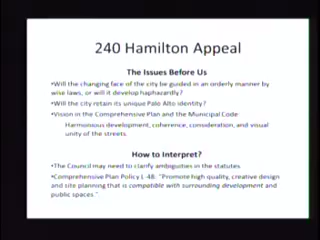 240 Hamilton Appeal
The Issues Before Us
•Will the changing face of the city be guided in an orderly manner by
wise laws, or will it develop haphazardly?
•Will the city retain its unique Palo Alto identity?
•Vision in the Comprehensive Plan and the Municipal Code
Harmonious development, coherence, consideration, and visual
unity of the streets.
How to Interpret?
•The Council may need to clarify ambiguities in the statutes.
•Comprehensive Plan Policy L-48: "Promote high quality, creative design
and site planning that is compatible with surrounding development and
public spaces."